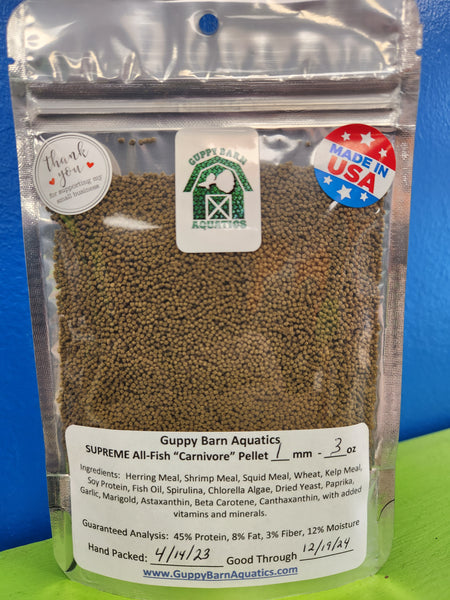 thank
you
for supporting my
small business
GUPPY BARN
AQUATICS
MADE IN
USA
Guppy Barn Aquatics
SUPREME All-Fish “Carnivore” Pellet 1 mm - 3 oz
Ingredients: Herring Meal, Shrimp Meal, Squid Meal, Wheat, Kelp Meal,
Soy Protein, Fish Oil, Spirulina, Chlorella Algae, Dried Yeast, Paprika,
Garlic, Marigold, Astaxanthin, Beta Carotene, Canthaxanthin, with added
vitamins and minerals.
Guaranteed Analysis: 45% Protein, 8% Fat, 3% Fiber, 12% Moisture
Hand Packed: 4/14/23 Good Through 12/19/24
www.GuppyBarnAquatics.com